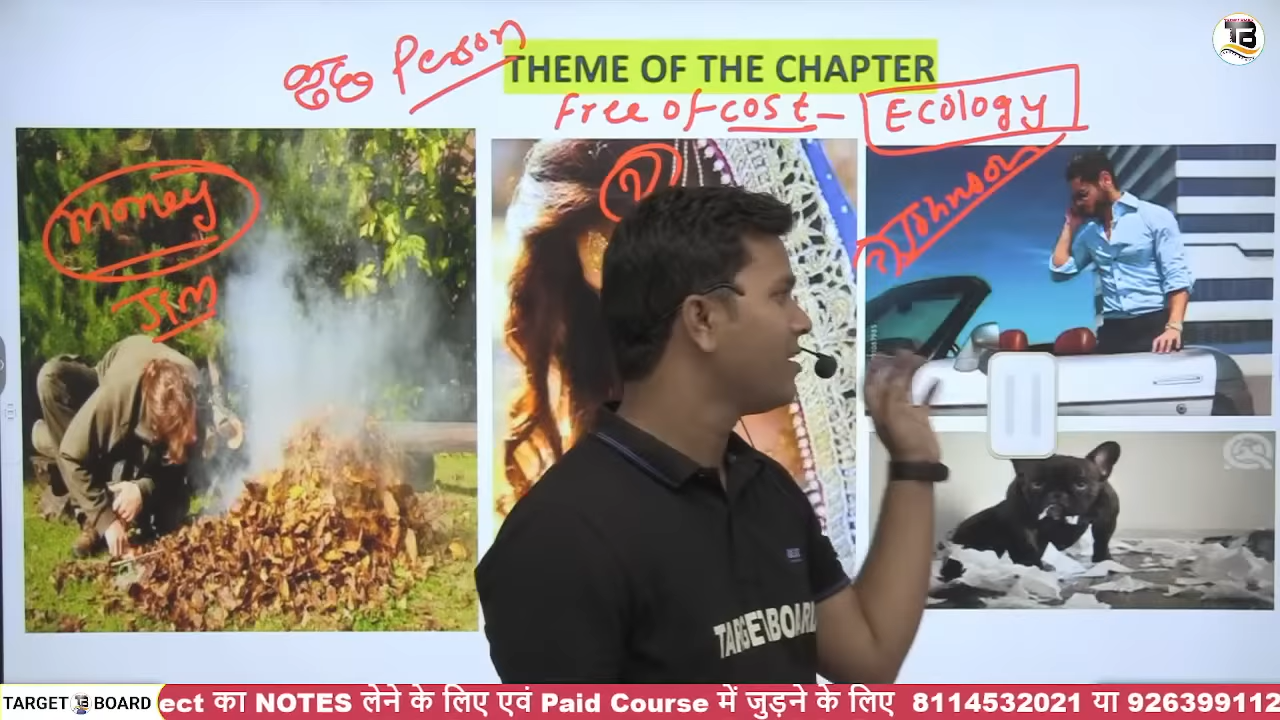 TB
कुछ Person
THEME OF THE CHAPTER
Free of cost - Ecology
money
Jim
?
? Johnson
TARGET BOARD
TARGET BOARD
ect का NOTES लेने के लिए एवं Paid Course में जुड़ने के लिए 8114532021 या 926399112